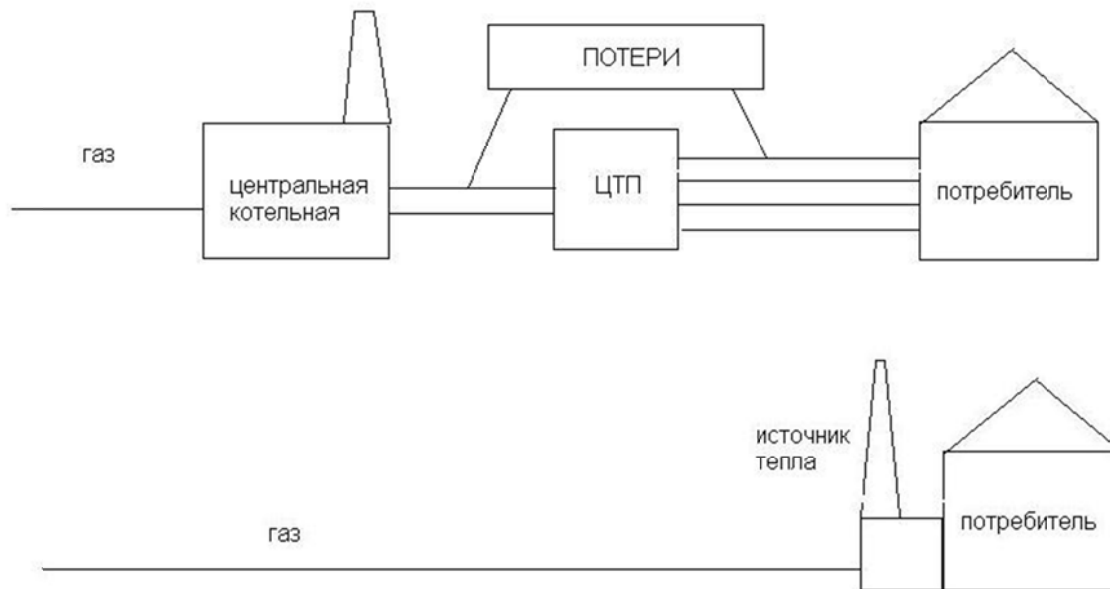 ПОТЕРИ
газ
центральная
котельная
ЦТП
потребитель
источник
тепла
потребитель
газ